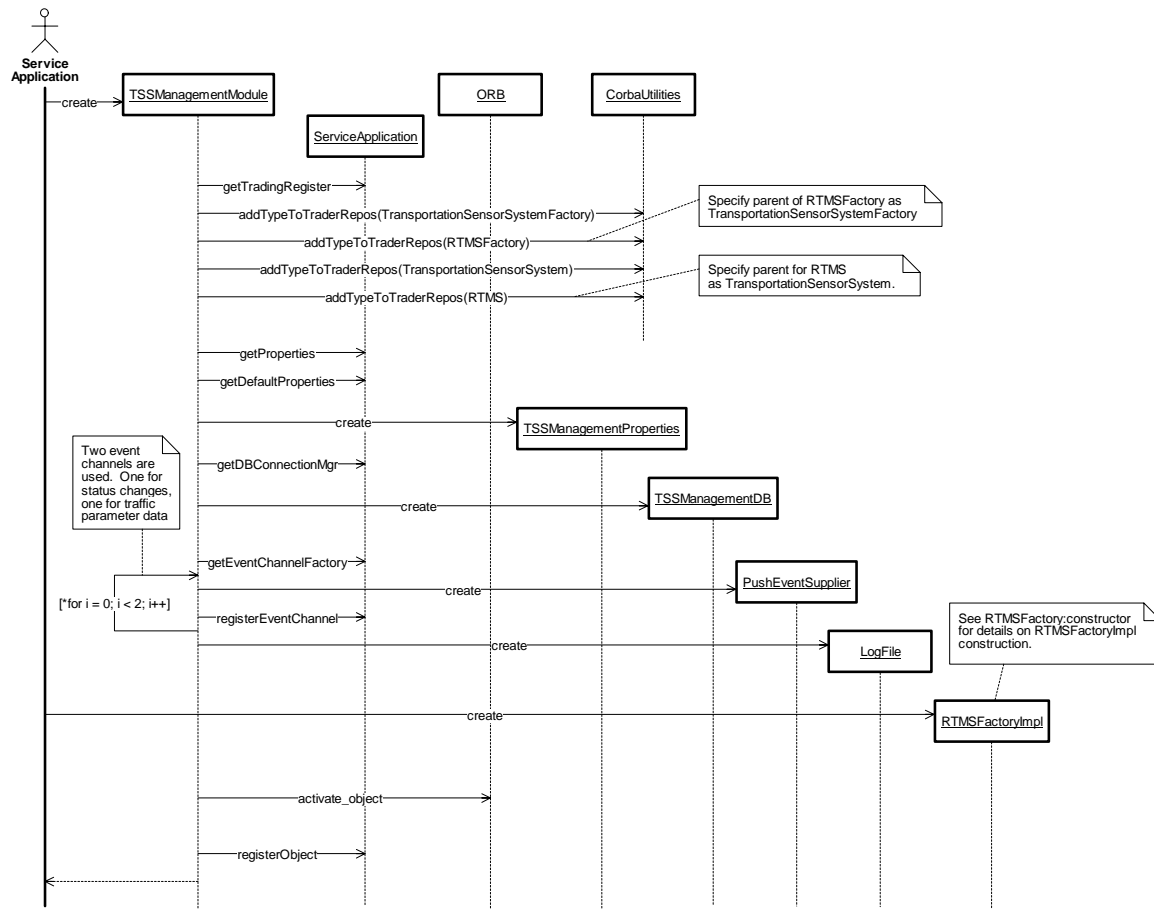 Service
Application
create
TSSManagementModule
ORB
CorbaUtilities
ServiceApplication
getTradingRegister
addTypeToTraderRepos(TransportationSensorSystemFactory)
Specify parent of RTMSFactory as
TransportationSensorSystemFactory
addTypeToTraderRepos(RTMSFactory)
addTypeToTraderRepos(TransportationSensorSystem)
Specify parent for RTMS
as TransportationSensorSystem.
addTypeToTraderRepos(RTMS)
getProperties
getDefaultProperties
create
TSSManagementProperties
Two event
channels are
used. One for
status changes,
one for traffic
parameter data
getDBConnectionMgr
create
TSSManagementDB
getEventChannelFactory
create
PushEventSupplier
[*for i = 0; i < 2; i++]
registerEventChannel
See RTMSFactory:constructor
for details on RTMSFactoryImpl
construction.
create
LogFile
create
RTMSFactoryImpl
activate_object
registerObject